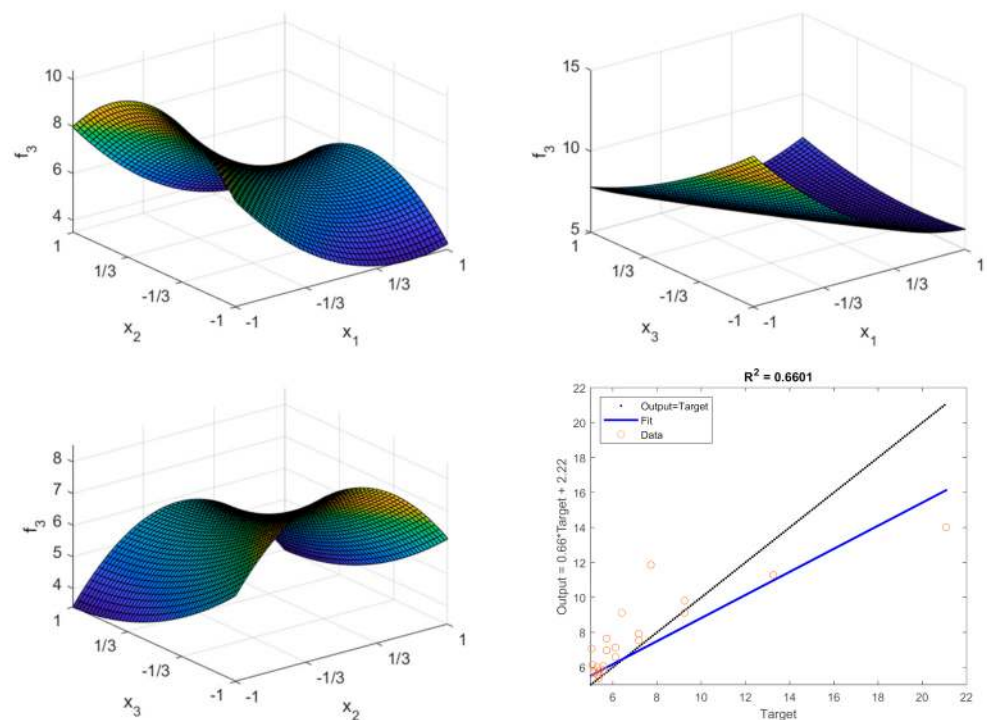 10
8
6
4
f3
1
1/3
-1/3
-1
x2
-1
-1/3
1/3
1
x1
15
10
5
f3
1
1/3
-1/3
-1
x3
-1
-1/3
1/3
1
x1
8
7
6
5
4
f3
1
1/3
-1/3
-1
x3
-1
-1/3
1/3
1
x2
R2 = 0.6601
Output=Target
Fit
Data
22
20
18
16
14
12
10
8
6
Output = 0.66*Target + 2.22
6 8 10 12 14 16 18 20 22
Target